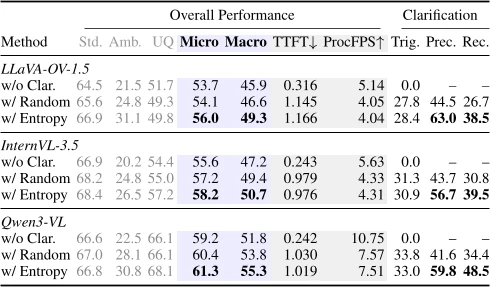 Overall Performance Clarification
Method Std. Amb. UQ Micro Macro TTFT↓ ProcFPS↑ Trig. Prec. Rec.
LLaVA-OV-1.5
w/o Clar. 64.5 21.5 51.7 53.7 45.9 0.316 5.14 0.0 – –
w/ Random 65.6 24.8 49.3 54.1 46.6 1.145 4.05 27.8 44.5 26.7
w/ Entropy 66.9 31.1 49.8 56.0 49.3 1.166 4.04 28.4 63.0 38.5
InternVL-3.5
w/o Clar. 66.9 20.2 54.4 55.6 47.2 0.243 5.63 0.0 – –
w/ Random 68.2 24.8 55.0 57.2 49.4 0.979 4.33 31.3 43.7 30.8
w/ Entropy 68.4 26.5 57.2 58.2 50.7 0.976 4.31 30.9 56.7 39.5
Qwen3-VL
w/o Clar. 66.6 22.5 66.1 59.2 51.8 0.242 10.75 0.0 – –
w/ Random 67.0 28.1 66.1 60.4 53.8 1.030 7.57 33.8 41.6 34.4
w/ Entropy 66.8 30.8 68.1 61.3 55.3 1.019 7.51 33.0 59.8 48.5